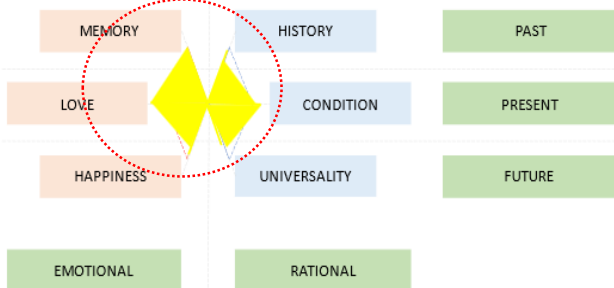 MEMORY HISTORY PAST
LOVE CONDITION PRESENT
HAPPINESS UNIVERSALITY FUTURE
EMOTIONAL RATIONAL